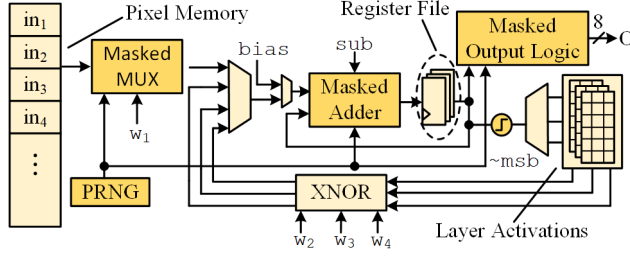 in1
in2
in3
in4
Pixel Memory
Masked MUX
w1
PRNG
bias
sub
Masked Adder
Register File
Masked Output Logic
8
O
~msb
XNOR
w2
w3
w4
Layer Activations